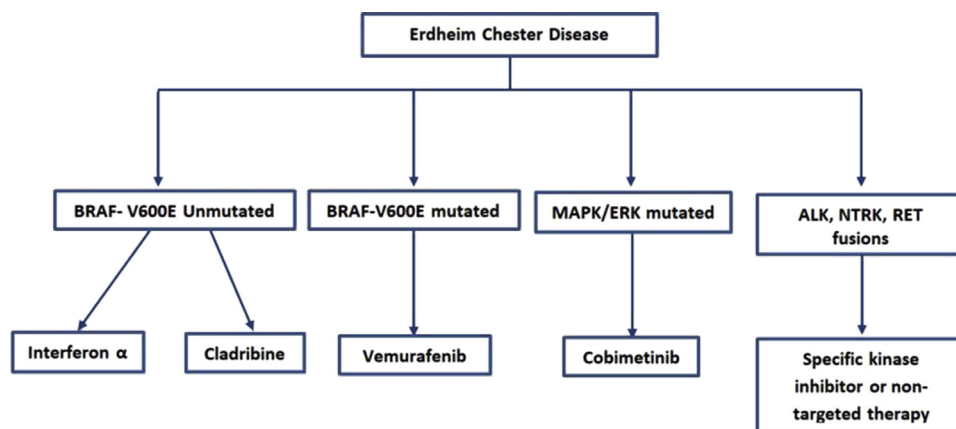 Erdheim Chester Disease
BRAF- V600E Unmutated
BRAF-V600E mutated
MAPK/ERK mutated
ALK, NTRK, RET
fusions
Interferon α
Cladribine
Vemurafenib
Cobimetinib
Specific kinase
inhibitor or non-
targeted therapy